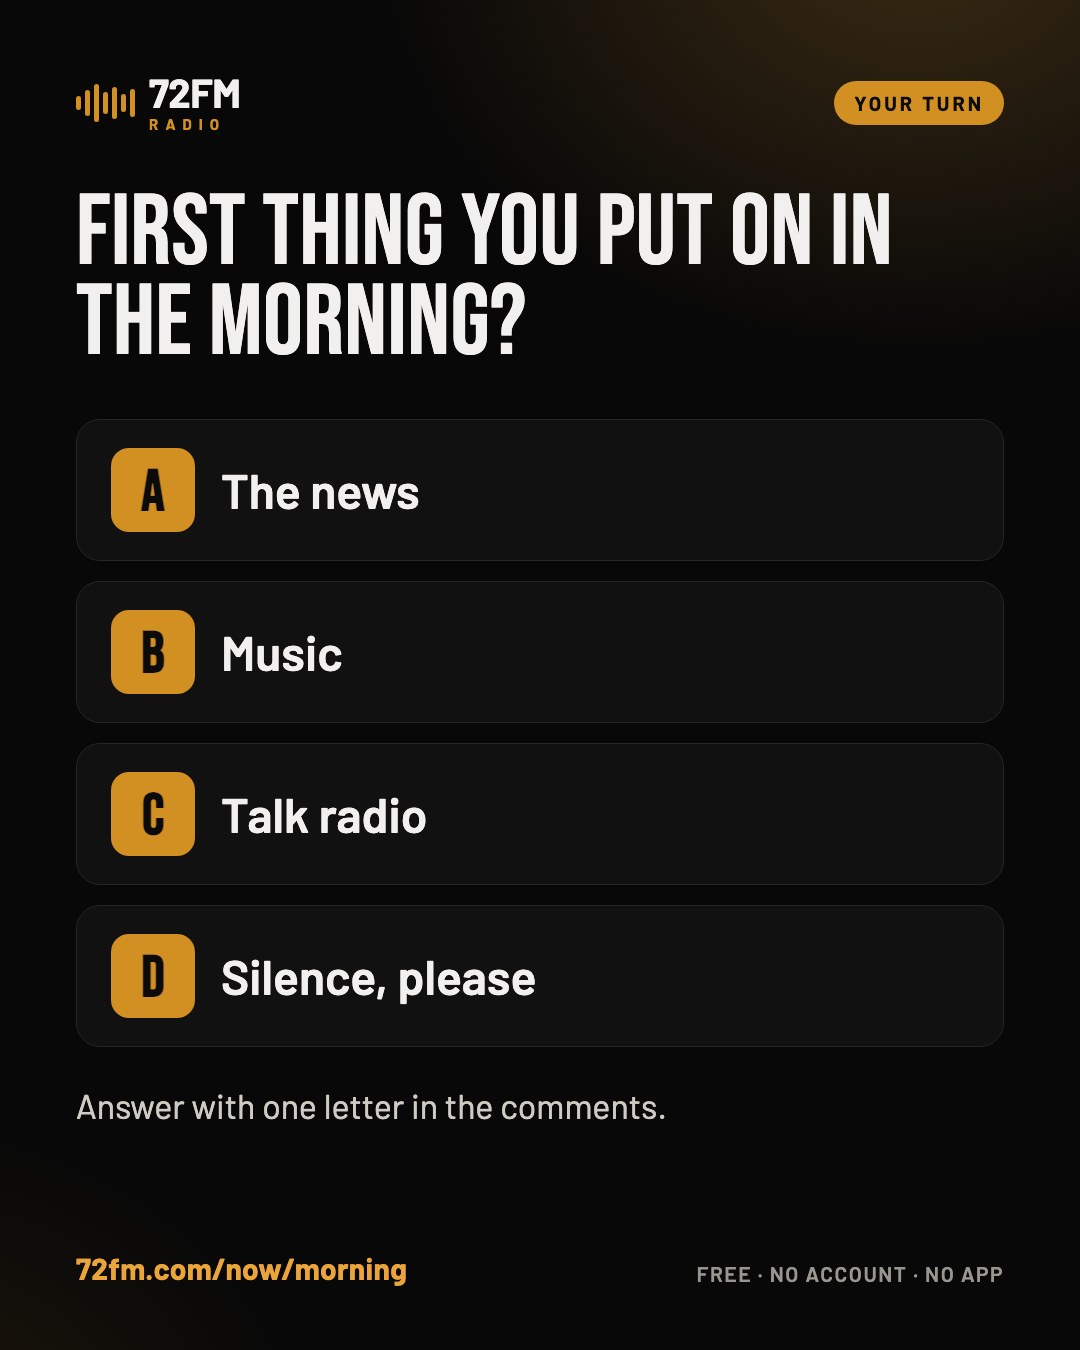 72FM
RADIO
YOUR TURN
FIRST THING YOU PUT ON IN
THE MORNING?
A
The news
B
Music
C
Talk radio
D
Silence, please
Answer with one letter in the comments.
72fm.com/now/morning
FREE · NO ACCOUNT · NO APP